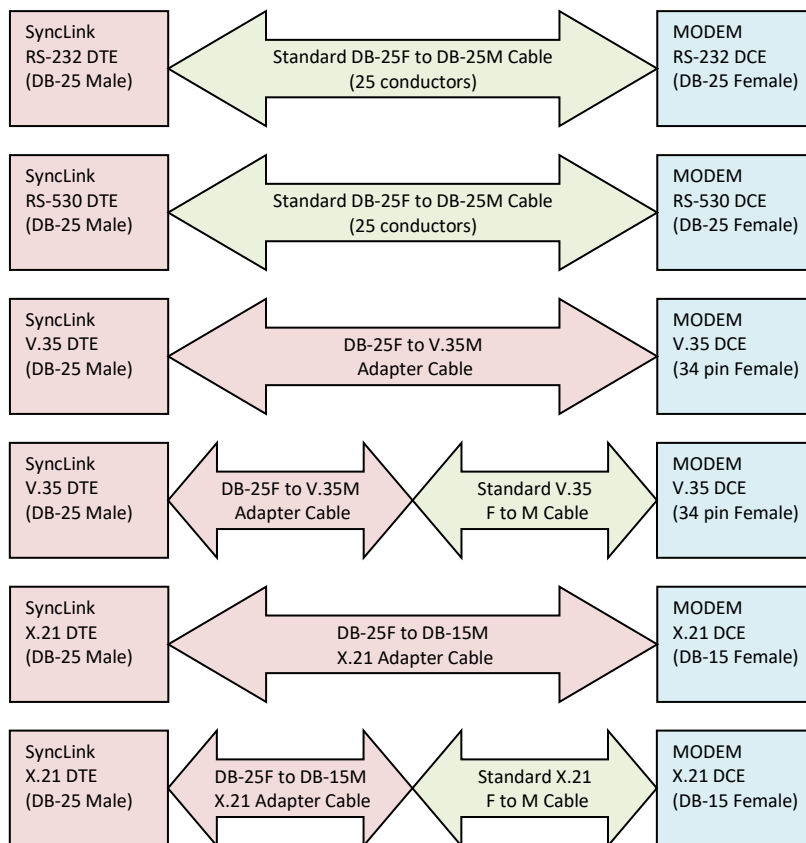 SyncLink
RS-232 DTE
(DB-25 Male)
Standard DB-25F to DB-25M Cable
(25 conductors)
MODEM
RS-232 DCE
(DB-25 Female)
SyncLink
RS-530 DTE
(DB-25 Male)
Standard DB-25F to DB-25M Cable
(25 conductors)
MODEM
RS-530 DCE
(DB-25 Female)
SyncLink
V.35 DTE
(DB-25 Male)
DB-25F to V.35M
Adapter Cable
MODEM
V.35 DCE
(34 pin Female)
SyncLink
V.35 DTE
(DB-25 Male)
DB-25F to V.35M
Adapter Cable
Standard V.35
F to M Cable
MODEM
V.35 DCE
(34 pin Female)
SyncLink
X.21 DTE
(DB-25 Male)
DB-25F to DB-15M
X.21 Adapter Cable
MODEM
X.21 DCE
(DB-15 Female)
SyncLink
X.21 DTE
(DB-25 Male)
DB-25F to DB-15M
X.21 Adapter Cable
Standard X.21
F to M Cable
MODEM
X.21 DCE
(DB-15 Female)